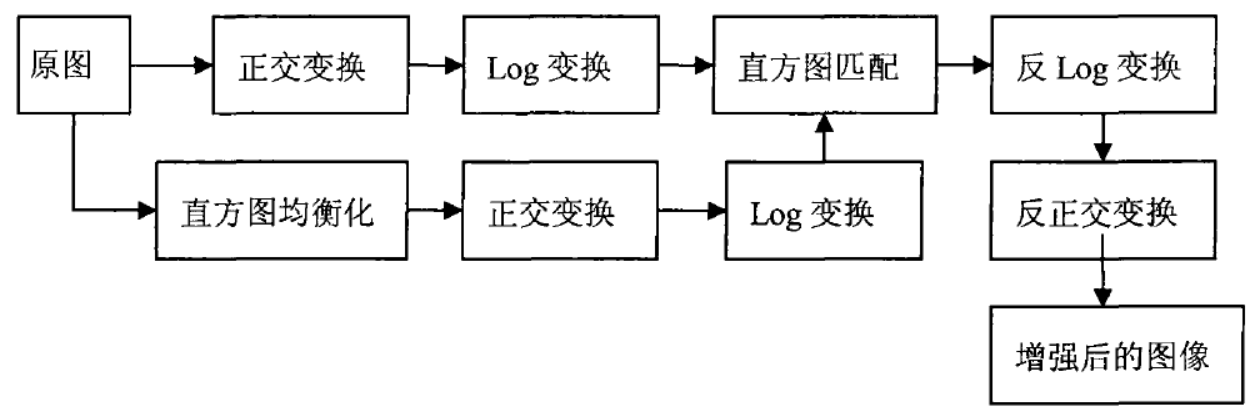 原图
正交变换
Log 变换
直方图匹配
反 Log 变换
直方图均衡化
正交变换
Log 变换
反正交变换
增强后的图像